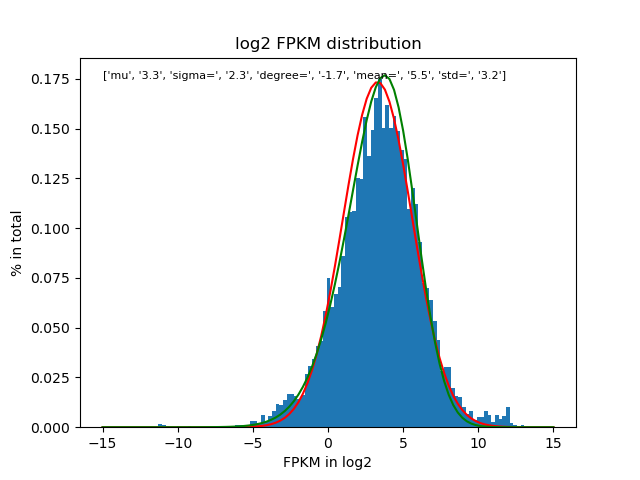 log2 FPKM distribution
['mu', '3.3', 'sigma=', '2.3', 'degree=', '-1.7', 'mean=', '5.5', 'std=', '3.2']
0.175
0.150
0.125
0.100
0.075
0.050
0.025
0.000
% in total
−15 −10 −5 0 5 10 15
FPKM in log2